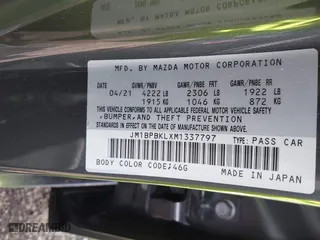 MFD. BY MAZDA MOTOR CORPORATION
GVWR/PNBV GAWR/PNBE FR GAWR/PNBE RR
04/21 4222 LB 2306 LB 1922 LB
1915 KG 1046 KG 872 KG
THIS VEHICLE CONFORMS TO ALL APPLICABLE FEDERAL MOTOR VEHICLE SAFETY
,BUMPER,AND THEFT PREVENTION
STANDARDS IN EFFECT ON THE DATE OF MANUFACTURE SHOWN ABOVE.
JM1BPBKLXM1337797 TYPE:PASS CAR
BODY COLOR CODE/46G
MADE IN JAPAN